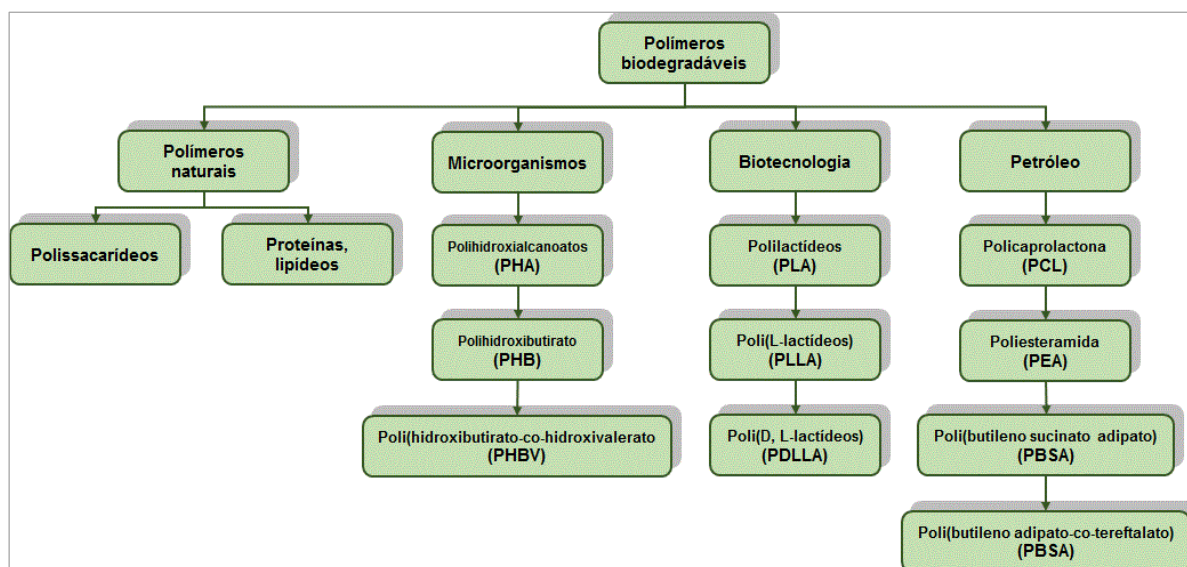 Polímeros
biodegradáveis
Polímeros
naturais
Microorganismos
Biotecnologia
Petróleo
Polissacarídeos
Proteínas,
lipídeos
Polihidroxialcanoatos
(PHA)
Polilactídeos
(PLA)
Policaprolactona
(PCL)
Polihidroxibutirato
(PHB)
Poli(L-lactídeos)
(PLLA)
Poliesteramida
(PEA)
Poli(hidroxibutirato-co-hidroxivalerato
(PHBV)
Poli(D, L-lactídeos)
(PDLLA)
Poli(butileno sucinato adipato)
(PBSA)
Poli(butileno adipato-co-tereftalato)
(PBSA)